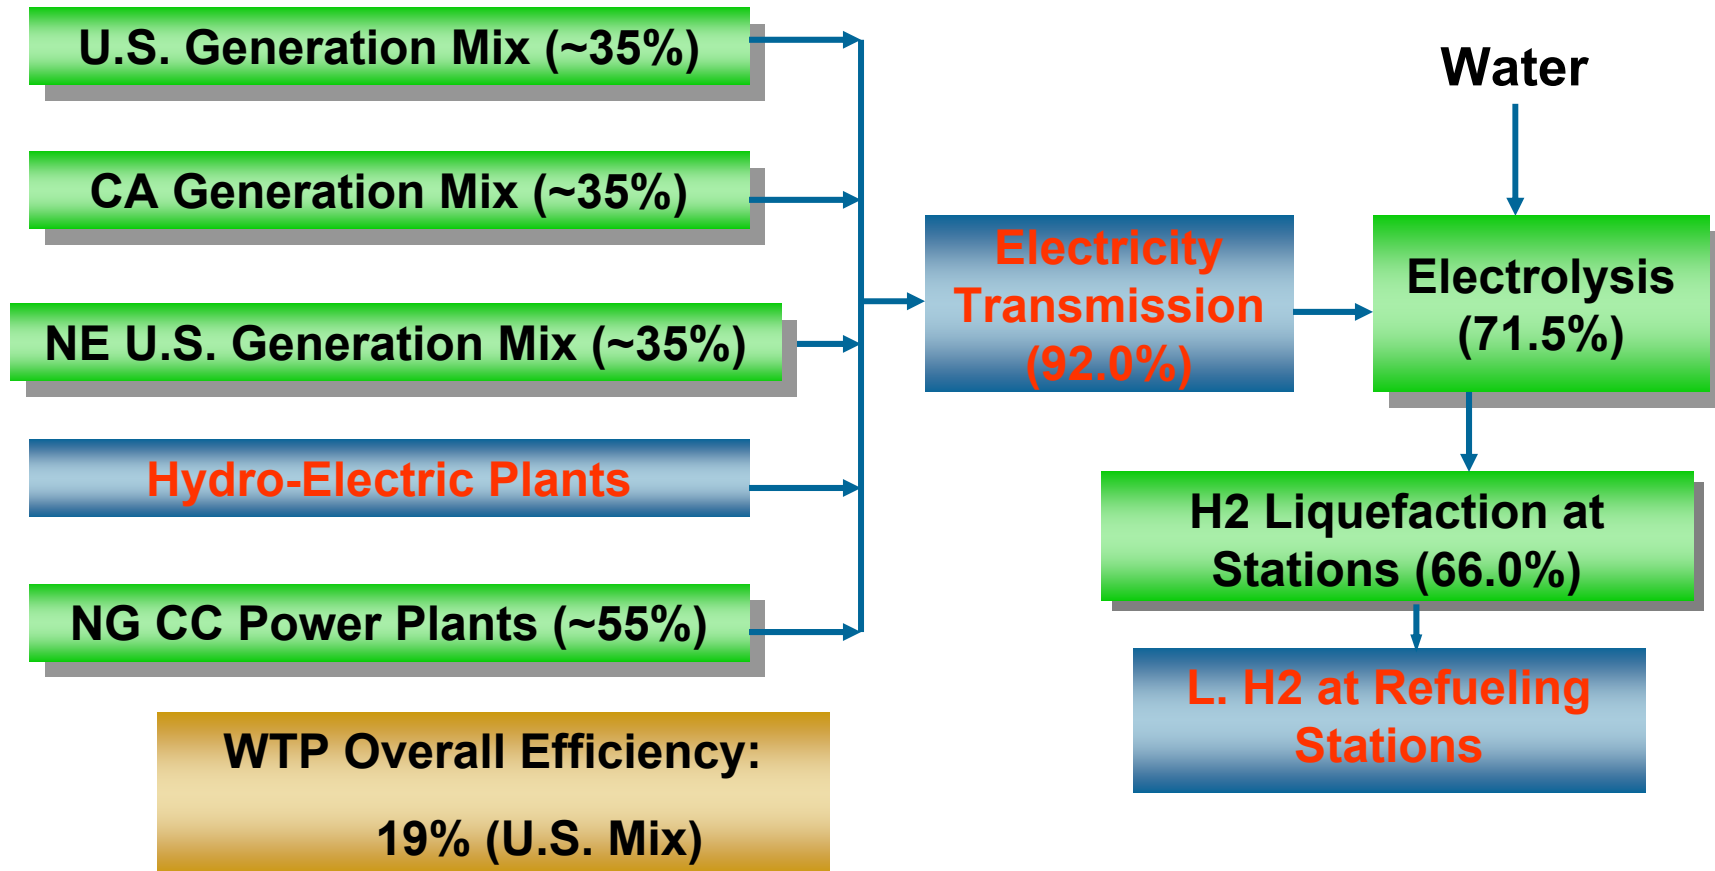 U.S. Generation Mix (~35%)
CA Generation Mix (~35%)
NE U.S. Generation Mix (~35%)
Hydro-Electric Plants
NG CC Power Plants (~55%)
WTP Overall Efficiency:
19% (U.S. Mix)
Electricity
Transmission
(92.0%)
Water
Electrolysis
(71.5%)
H2 Liquefaction at
Stations (66.0%)
L. H2 at Refueling
Stations